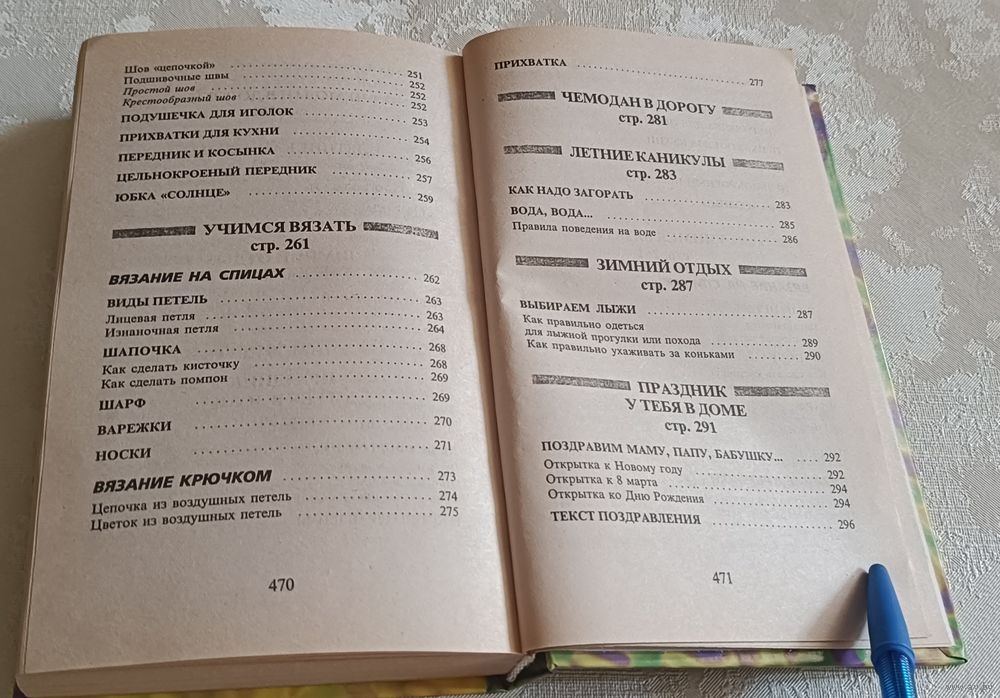 Шов «цепочкой» 251
Подшивочные швы 252
Простой шов 252
Крестообразный шов 252
ПОДУШЕЧКА ДЛЯ ИГОЛОК 253
ПРИХВАТКИ ДЛЯ КУХНИ 254
ПЕРЕДНИК И КОСЫНКА 256
ЦЕЛЬНОКРОЕНЫЙ ПЕРЕДНИК 257
ЮБКА «СОЛНЦЕ» 259
УЧИМСЯ ВЯЗАТЬ
стр. 261
ВЯЗАНИЕ НА СПИЦАХ 262
ВИДЫ ПЕТЕЛЬ 263
Лицевая петля 263
Изнаночная петля 264
ШАПОЧКА 268
Как сделать кисточку 268
Как сделать помпон 269
ШАРФ 269
ВАРЕЖКИ 270
НОСКИ 271
ВЯЗАНИЕ КРЮЧКОМ 273
Цепочка из воздушных петель 274
Цветок из воздушных петель 275
470
ПРИХВАТКА 277
ЧЕМОДАН В ДОРОГУ
стр. 281
ЛЕТНИЕ КАНИКУЛЫ
стр. 283
КАК НАДО ЗАГОРАТЬ 283
ВОДА, ВОДА... 285
Правила поведения на воде 286
ЗИМНИЙ ОТДЫХ
стр. 287
ВЫБИРАЕМ ЛЫЖИ 287
Как правильно одеться
для лыжной прогулки или похода 289
Как правильно ухаживать за коньками 290
ПРАЗДНИК
У ТЕБЯ В ДОМЕ
стр. 291
ПОЗДРАВИМ МАМУ, ПАПУ, БАБУШКУ... 292
Открытка к Новому году 292
Открытка к 8 марта 294
Открытка ко Дню Рождения 294
ТЕКСТ ПОЗДРАВЛЕНИЯ 296
471